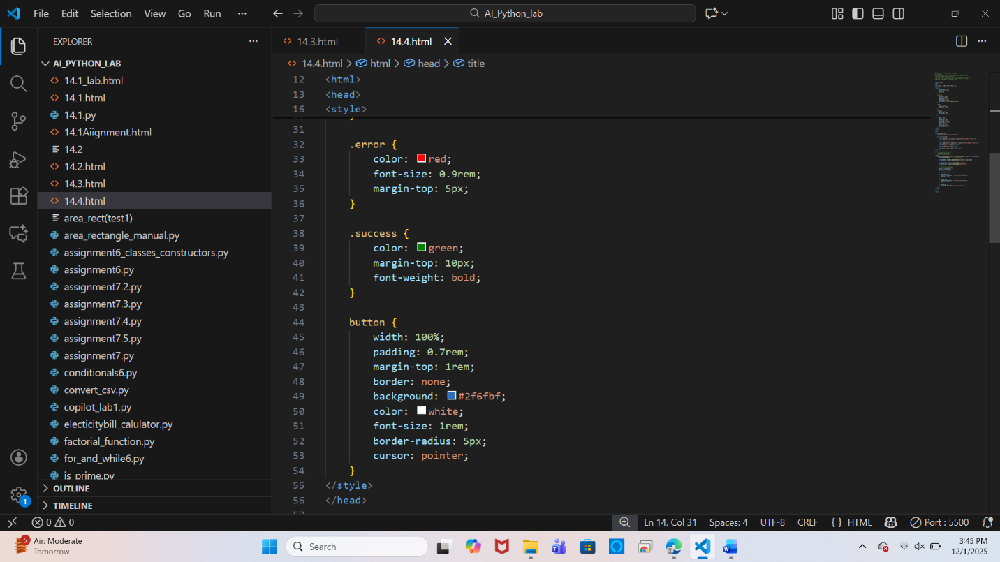 File Edit Selection View Go Run ··· AI_Python_lab
EXPLORER
14.3.html 14.4.html
AI_PYTHON_LAB
14.4.html > html > head > title
14.1_lab.html
14.1.html
14.1.py
14.1Aiignment.html
14.2
14.2.html
14.3.html
14.4.html
area_rect(test1)
area_rectangle_manual.py
assignment6_classes_constructors.py
assignment6.py
assignment7.2.py
assignment7.3.py
assignment7.4.py
assignment7.5.py
assignment7.py
conditionals6.py
convert_csv.py
copilot_lab1.py
electicitybill_calulator.py
factorial_function.py
for_and_while6.py
is_prime.py
OUTLINE
TIMELINE
12 <html>
13 <head>
16 <style>
31
32 .error {
33 color: red;
34 font-size: 0.9rem;
35 margin-top: 5px;
36 }
37
38 .success {
39 color: green;
40 margin-top: 10px;
41 font-weight: bold;
42 }
43
44 button {
45 width: 100%;
46 padding: 0.7rem;
47 margin-top: 1rem;
48 border: none;
49 background: #2f6fbf;
50 color: white;
51 font-size: 1rem;
52 border-radius: 5px;
53 cursor: pointer;
54 }
55 </style>
56 </head>
1
0 0 Ln 14, Col 31 Spaces: 4 UTF-8 CRLF { } HTML Port : 5500
5 Air: Moderate
Tomorrow
Search
3:45 PM
12/1/2025